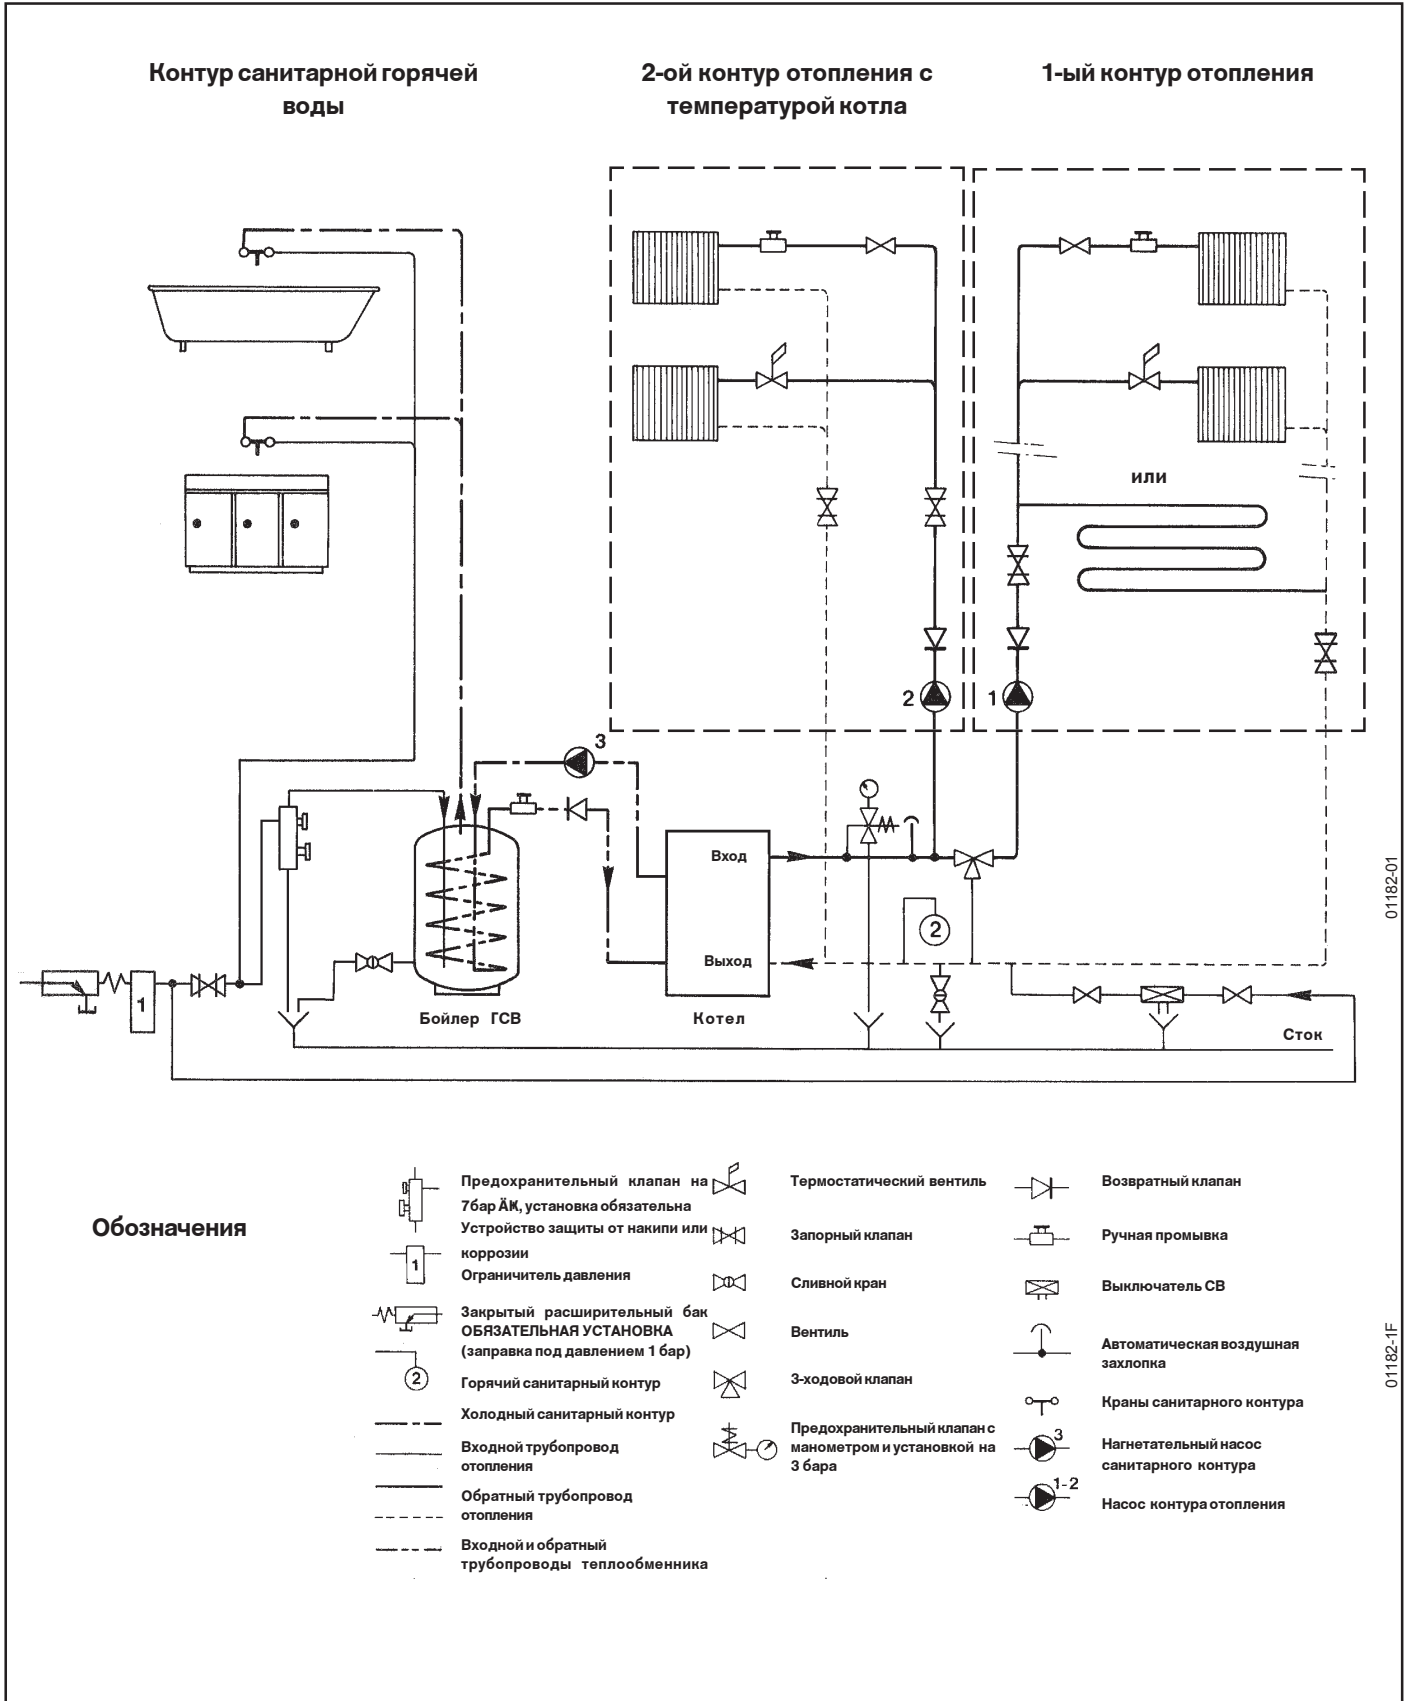 Контур санитарной горячей
воды
2-ой контур отопления с
температурой котла
1-ый контур отопления
или
2
1
3
Вход
2
Выход
1
Бойлер ГСВ
Котел
Сток
01182-01
Обозначения
Предохранительный клапан на
7бар ÄK, установка обязательна
Устройство защиты от накипи или
коррозии
1
Ограничитель давления
Закрытый расширительный бак
ОБЯЗАТЕЛЬНАЯ УСТАНОВКА
(заправка под давлением 1 бар)
2
Горячий санитарный контур
Холодный санитарный контур
Входной трубопровод
отопления
Обратный трубопровод
отопления
Входной и обратный
трубопроводы теплообменника
Термостатический вентиль
Запорный клапан
Сливной кран
Вентиль
3-ходовой клапан
Предохранительный клапан с
манометром и установкой на
3 бара
Возвратный клапан
Ручная промывка
Выключатель СВ
Автоматическая воздушная
захлопка
Краны санитарного контура
3
Нагнетательный насос
санитарного контура
1-2
Насос контура отопления
01182-1F